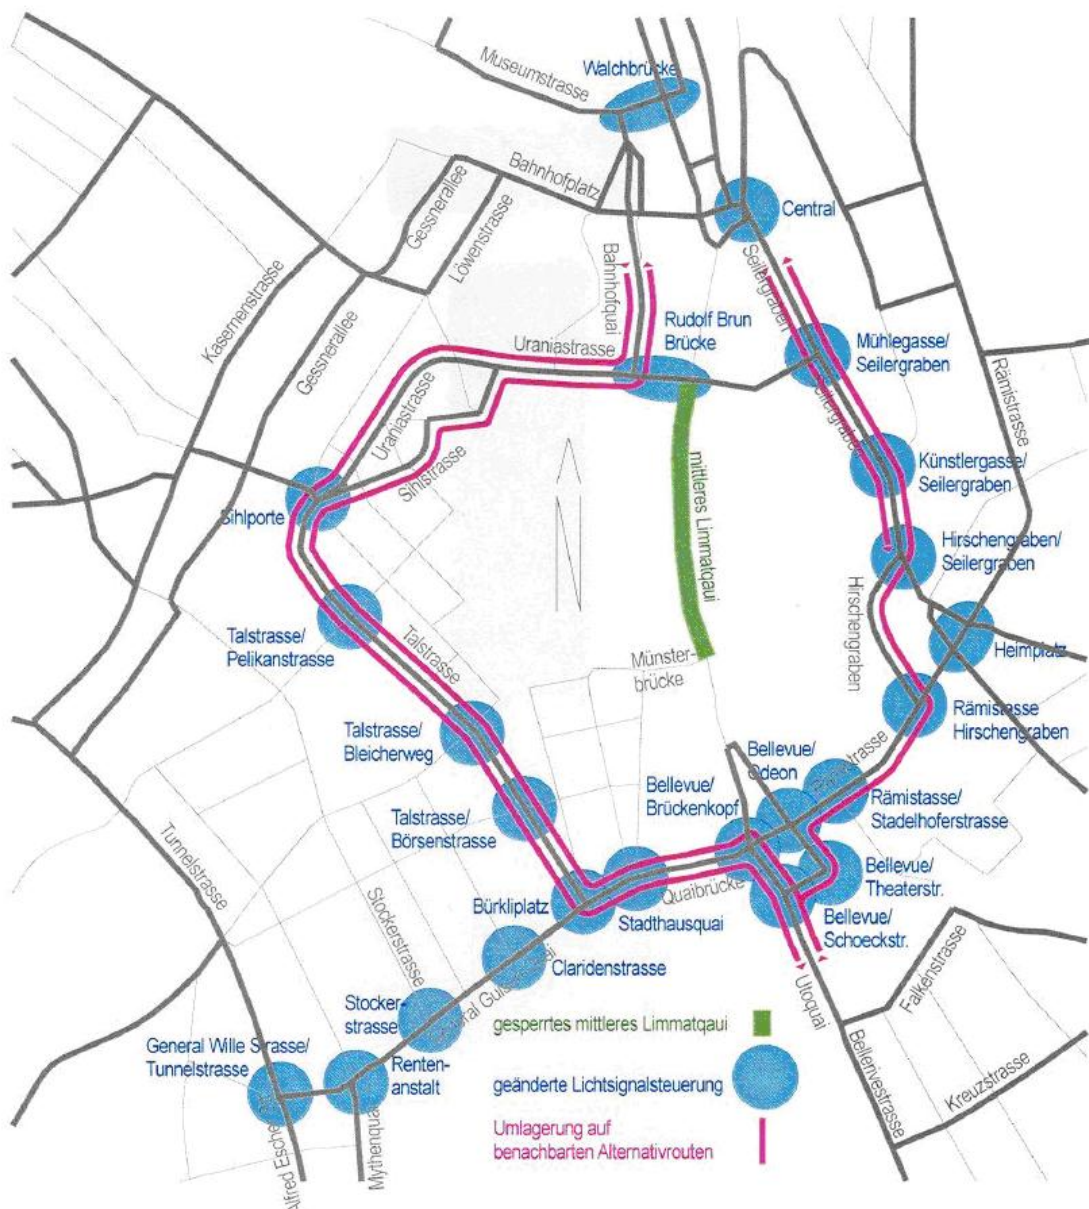 Walchbrücke
Museumstrasse
Bahnhofplatz
Gessnerallee
Löwenstrasse
Central
Seilergraben
Bahnhofquai
Kasernenstrasse
Gessnerallee
Rudolf Brun
Brücke
Uraniastrasse
Mühlegasse/
Seilergraben
Rämistrasse
Uraniastrasse
Seilergraben
Sihlstrasse
mittleres Limmatqaui
Künstlergasse/
Seilergraben
Sihlporte
Hirschengraben/
Seilergraben
Hirschengraben
Talstrasse/
Pelikanstrasse
Talstrasse
Münster-
brücke
Heimplatz
Rämistasse
Hirschengraben
Talstrasse/
Bleicherweg
Bellevue/
Odeon
Rämistrasse
Bellevue/
Brückenkopf
Rämistasse/
Stadelhoferstrasse
Talstrasse/
Börsenstrasse
Tunnelstrasse
Stockerstrasse
Bellevue/
Theaterstr.
Quaibrücke
Bürkliplatz
Stadthausquai
Bellevue/
Schoeckstr.
Claridenstrasse
Utoquai
Falkenstrasse
Stocker-
strasse
gesperrtes mittleres Limmatqaui
General Wille Strasse/
Tunnelstrasse
Renten-
anstalt
geänderte Lichtsignalsteuerung
Bellerivestrasse
Kreuzstrasse
Mythenquai
Umlagerung auf
benachbarten Alternativrouten